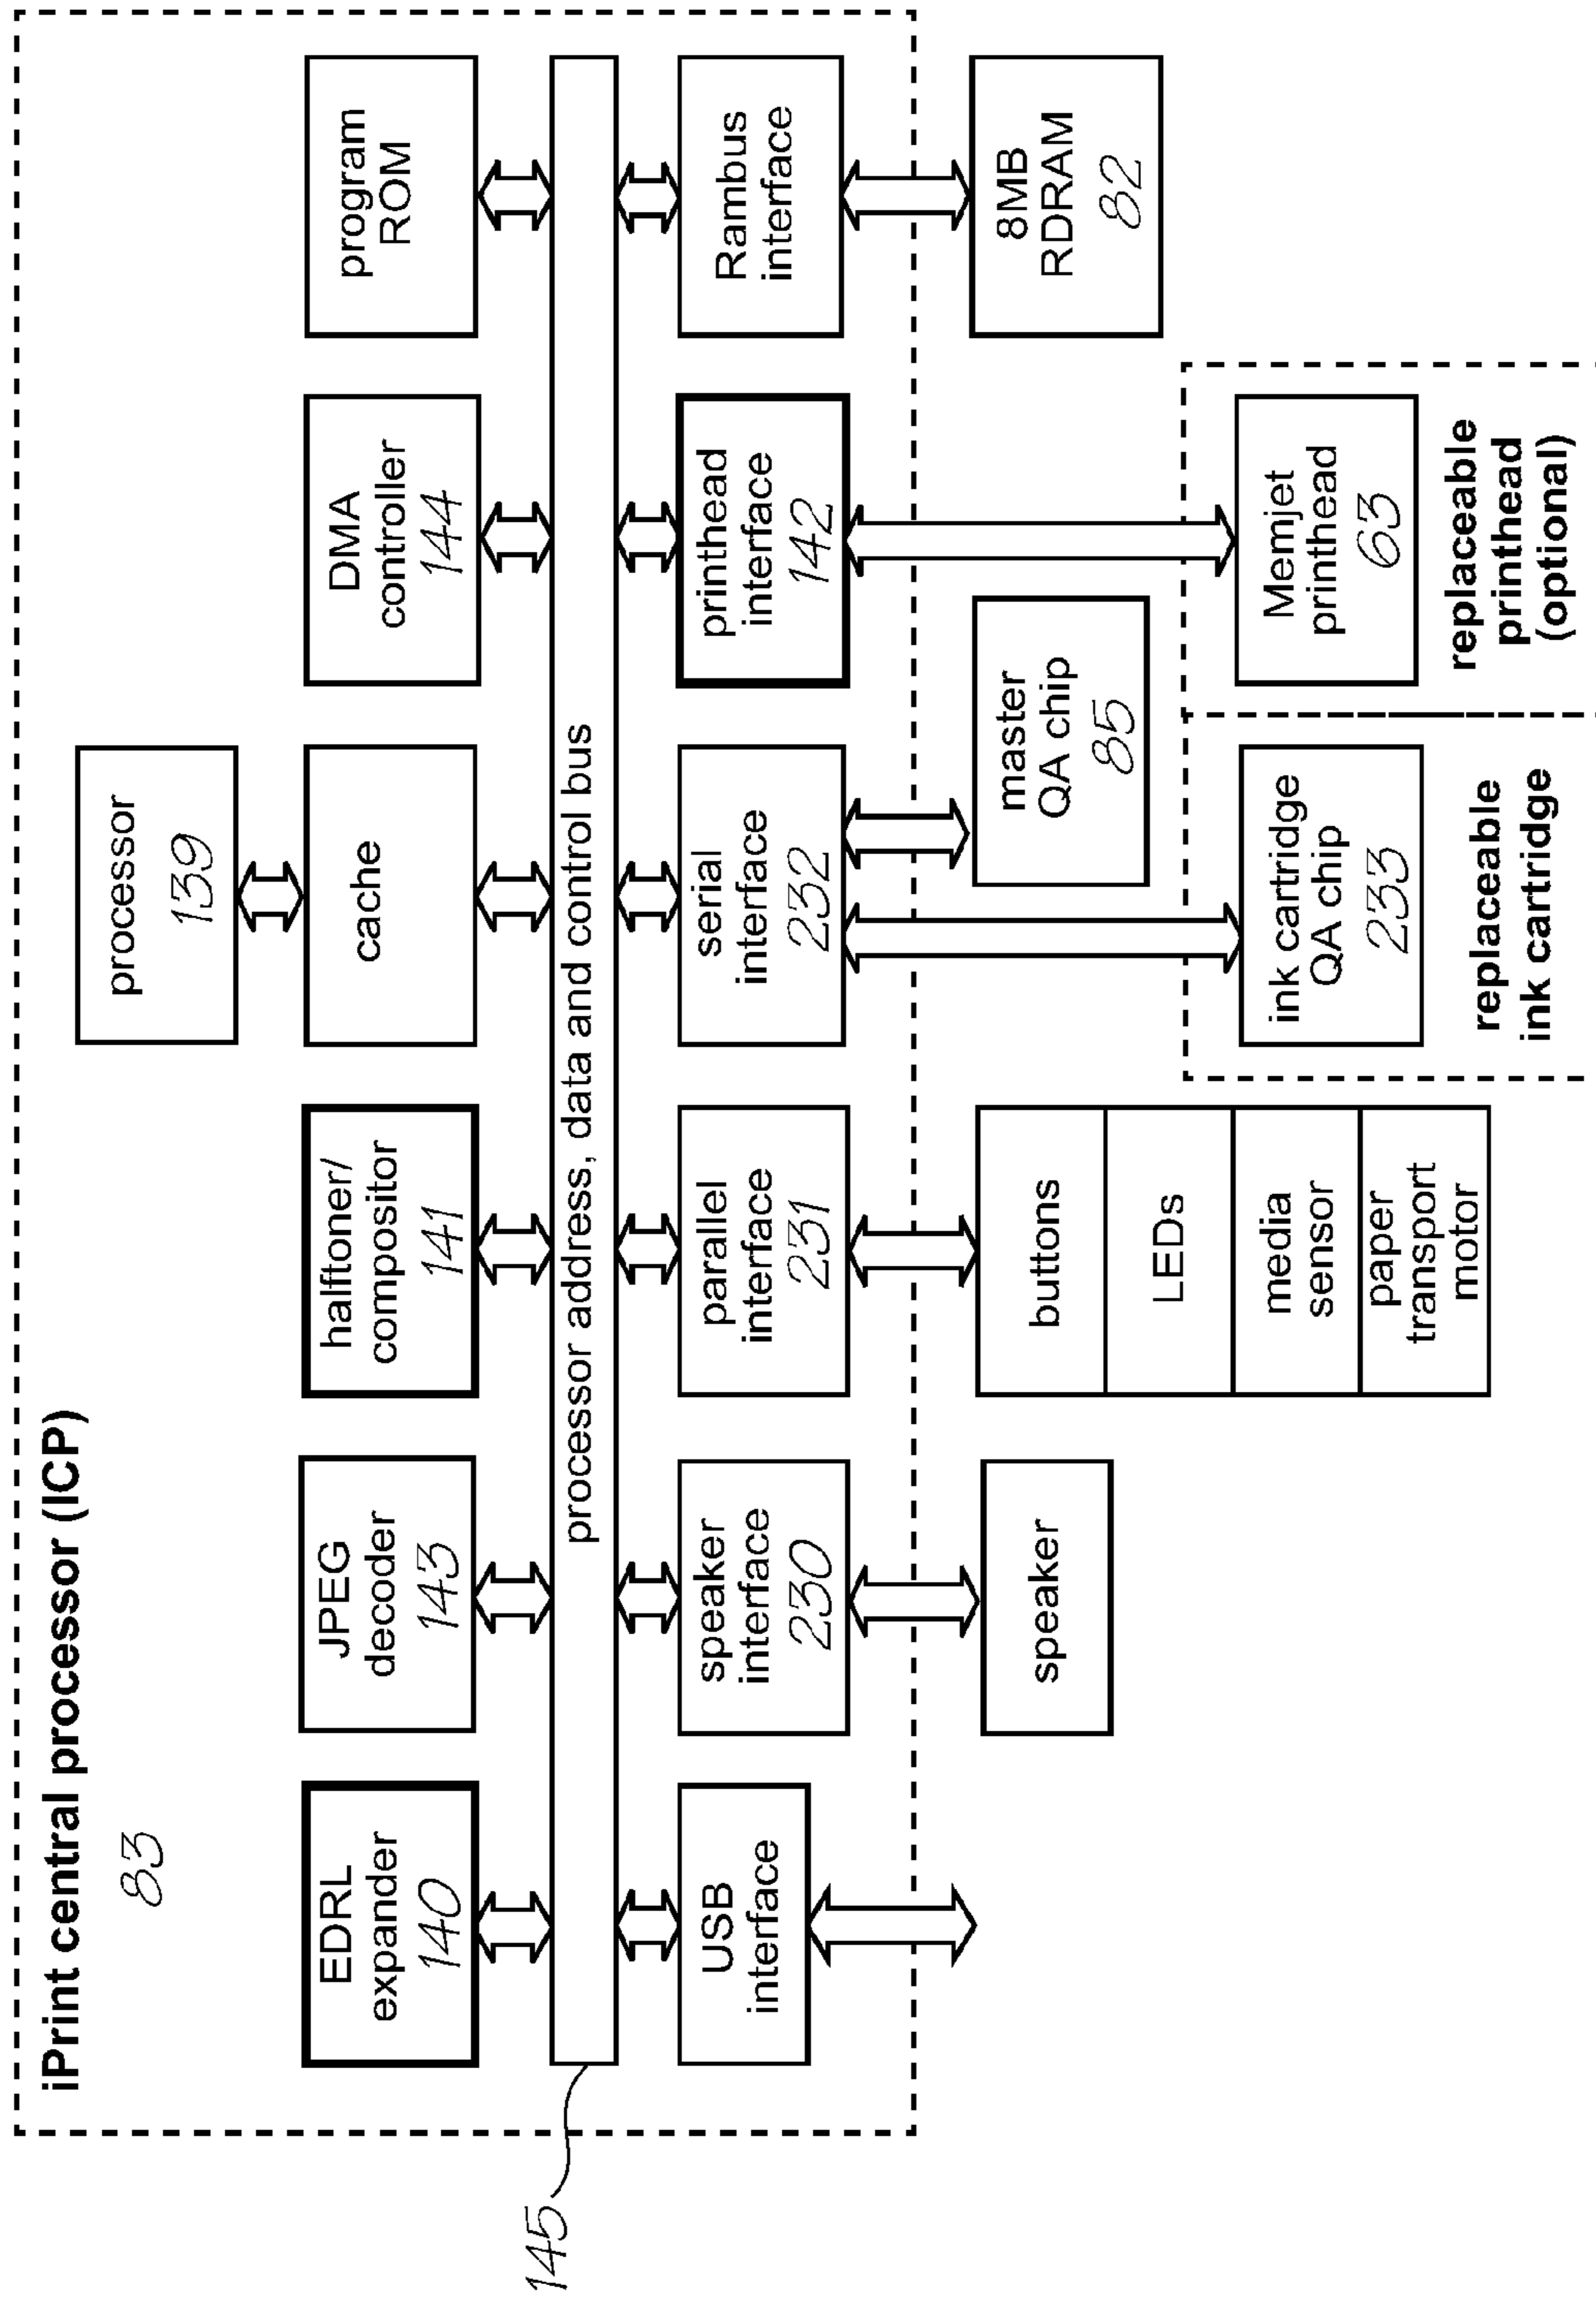 iPrint central processor (ICP)
83
processor
139
EDRL
expander
140
JPEG
decoder
143
halftoner/
compositor
141
cache
DMA
controller
144
program
ROM
145
processor address, data and control bus
USB
interface
speaker
interface
230
parallel
interface
231
serial
interface
232
printhead
interface
142
Rambus
interface
speaker
buttons
LEDs
media
sensor
paper
transport
motor
master
QA chip
85
8MB
RDRAM
82
ink cartridge
QA chip
233
replaceable
ink cartridge
Memjet
printhead
63
replaceable
printhead
(optional)